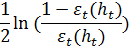 1/2 ln ( (1 − ε_t(h_t)) / ε_t(h_t) )